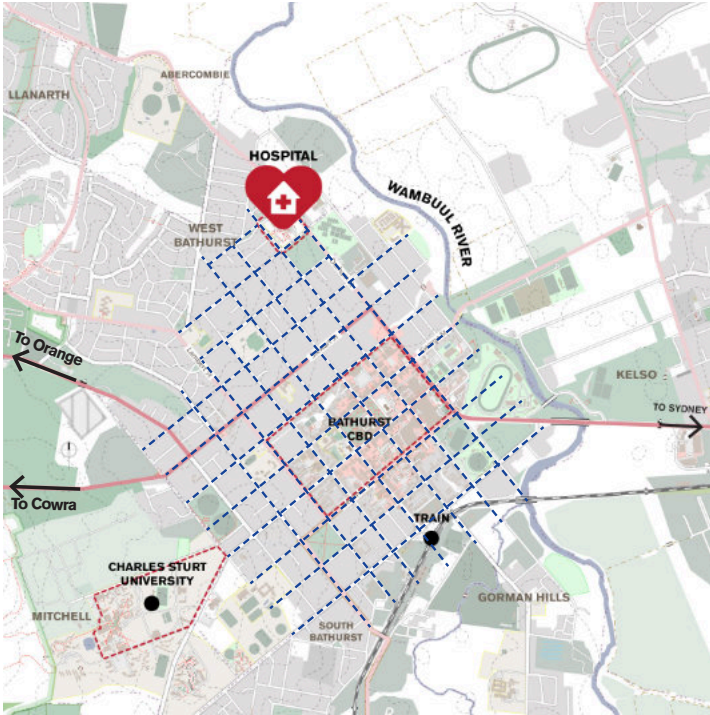 ABERCOMBIE
LLANARTH
HOSPITAL
WAMBUUL RIVER
WEST
BATHURST
To Orange
KELSO
TO SYDNEY
BATHURST
CBD
To Cowra
TRAIN
CHARLES STURT
UNIVERSITY
MITCHELL
GORMAN HILLS
SOUTH
BATHURST